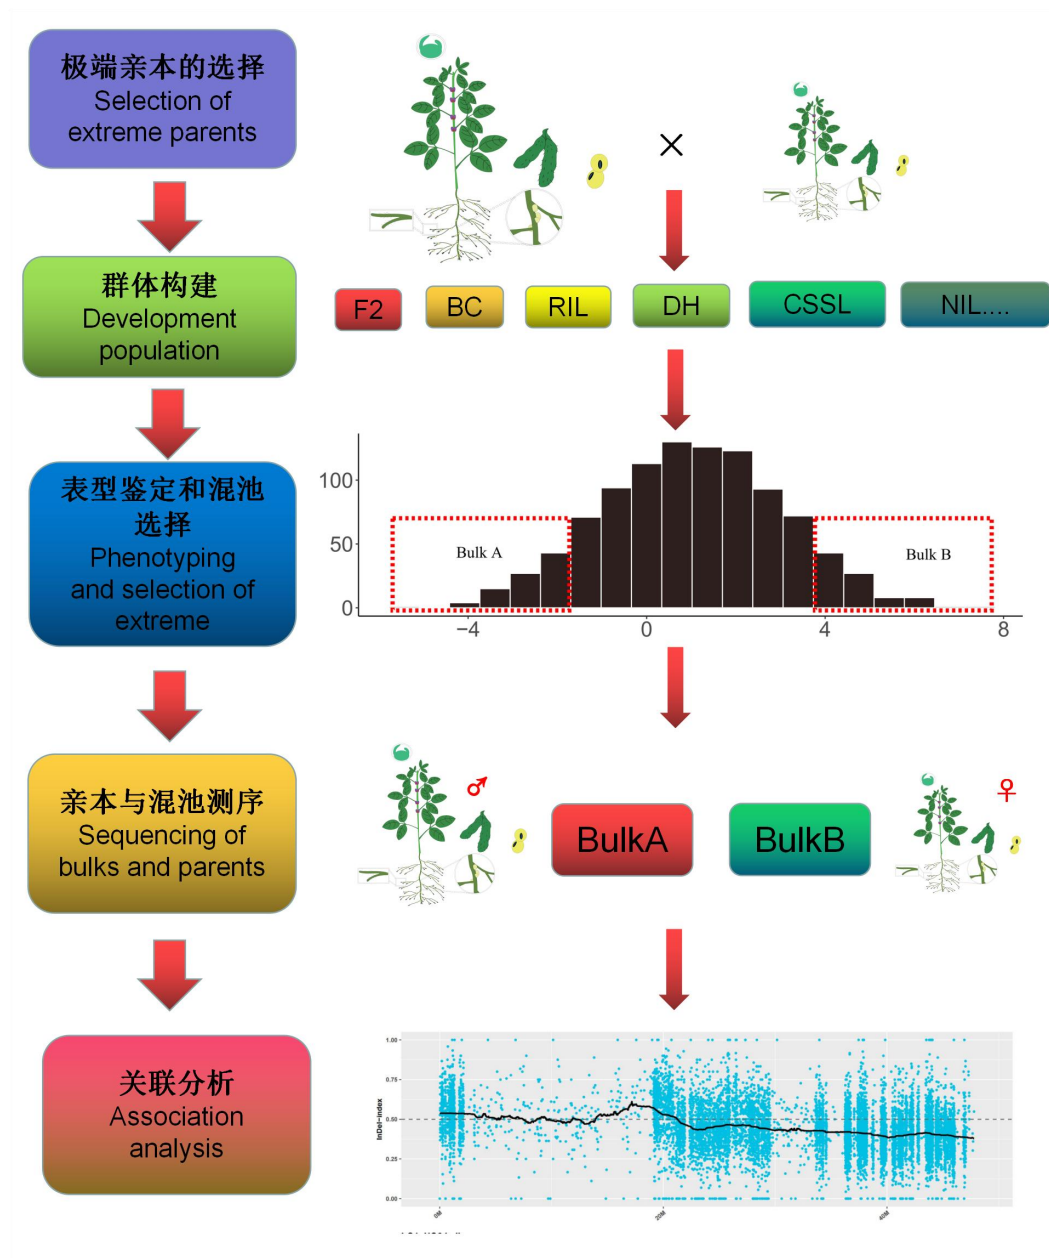 极端亲本的选择
Selection of
extreme parents
×
群体构建
Development
population
F2
BC
RIL
DH
CSSL
NIL....
表型鉴定和混池
选择
Phenotyping
and selection of
extreme
100
50
0
Bulk A
Bulk B
−4
0
4
8
亲本与混池测序
Sequencing of
bulks and parents
♂
BulkA
BulkB
♀
关联分析
Association
analysis
1.00
0.75
0.50
0.25
0.00
InDel−index
0M
20M
40M